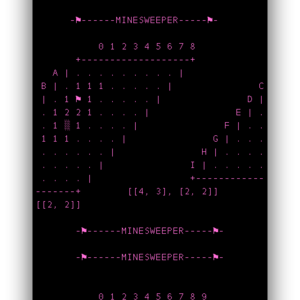 -⚑------MINESWEEPER-----⚑-
0 1 2 3 4 5 6 7 8
+-------------------+
A | . . . . . . . . . |
B | . 1 1 1 . . . . . |          C
| . 1 ⚑ 1 . . . . . |          D |
. 1 2 2 1 . . . . |          E | .
. 1 ▒ 1 . . . . |          F | . .
1 1 1 . . . . |          G | . . .
. . . . . . |          H | . . . .
. . . . . |          I | . . . . .
. . . . |          +------------
-------+          [[4, 3], [2, 2]]
[[2, 2]]
-⚑------MINESWEEPER-----⚑-
-⚑------MINESWEEPER-----⚑-
0 1 2 3 4 5 6 7 8 9